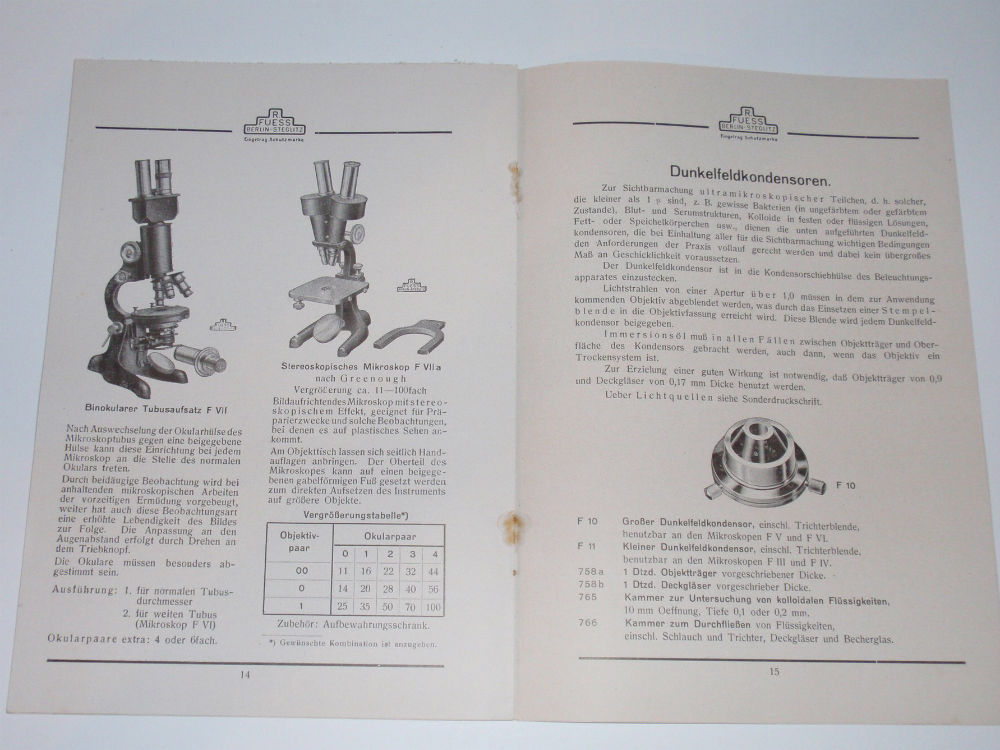 R
FUESS
BERLIN-STEGLITZ
Eingetrag. Schutzmarke
Binokularer Tubusaufsatz F VII
Nach Auswechselung der Okularhülse des
Mikroskoptubus gegen eine beigegebene
Hülse kann diese Einrichtung bei jedem
Mikroskop an die Stelle des normalen
Okulars treten.
Durch beidäugige Beobachtung wird bei
anhaltenden mikroskopischen Arbeiten
der vorzeitigen Ermüdung vorgebeugt,
weiter hat auch diese Beobachtungsart
eine erhöhte Lebendigkeit des Bildes
zur Folge. Die Anpassung an den
Augenabstand erfolgt durch Drehen an
dem Triebknopf.
Die Okulare müssen besonders ab-
gestimmt sein.
Ausführung: 1. für normalen Tubus-
durchmesser
2. für weiten Tubus
(Mikroskop F VI)
Okularpaare extra: 4 oder 6fach.
Stereoskopisches Mikroskop F VIIa
nach Greenough
Vergrößerung ca. 11—100fach
Bildaufrichtendes Mikroskop mit stereo-
skopischem Effekt, geeignet für Prä-
parierzwecke und solche Beobachtungen,
bei denen es auf plastisches Sehen an-
kommt.
Am Objekttisch lassen sich seitlich Hand-
auflagen anbringen. Der Oberteil des
Mikroskopes kann auf einen beigege-
benen gabelförmigen Fuß gesetzt werden
zum direkten Aufsetzen des Instruments
auf größere Objekte.
Vergrößerungstabelle*)
Objektiv-
paar
Okularpaar
0 1 2 3 4
00 11 16 22 32 44
0 14 20 28 40 56
1 25 35 50 70 100
Zubehör: Aufbewahrungsschrank.
*) Gewünschte Kombination ist anzugeben.
14
R
FUESS
BERLIN-STEGLITZ
Eingetrag. Schutzmarke
Dunkelfeldkondensoren.
Zur Sichtbarmachung ultramikroskopischer Teilchen, d. h. solcher,
die kleiner als 1 µ sind, z. B. gewisse Bakterien (in ungefärbtem oder gefärbtem
Zustande), Blut- und Serumstrukturen, Kolloide in festen oder flüssigen Lösungen,
Fett- oder Speichelkörperchen usw., dienen die unten aufgeführten Dunkelfeld-
kondensoren, die bei Einhaltung aller für die Sichtbarmachung wichtigen Bedingungen
den Anforderungen der Praxis vollauf gerecht werden und dabei kein übergroßes
Maß an Geschicklichkeit voraussetzen.
Der Dunkelfeldkondensor ist in die Kondensorschiebhülse des Beleuchtungs-
apparates einzustecken.
Lichtstrahlen von einer Apertur über 1,0 müssen in dem zur Anwendung
kommenden Objektiv abgeblendet werden, was durch das Einsetzen einer Stempel-
blende in die Objektivfassung erreicht wird. Diese Blende wird jedem Dunkelfeld-
kondensor beigegeben.
Immersionsöl muß in allen Fällen zwischen Objektträger und Ober-
fläche des Kondensors gebracht werden, auch dann, wenn das Objektiv ein
Trockensystem ist.
Zur Erzielung einer guten Wirkung ist notwendig, daß Objektträger von 0,9
und Deckgläser von 0,17 mm Dicke benutzt werden.
Ueber Lichtquellen siehe Sonderdruckschrift.
F 10
F 10 Großer Dunkelfeldkondensor, einschl. Trichterblende,
benutzbar an den Mikroskopen F V und F VI.
F 11 Kleiner Dunkelfeldkondensor, einschl. Trichterblende,
benutzbar an den Mikroskopen F III und F IV.
758a 1 Dtzd. Objektträger vorgeschriebener Dicke.
758b 1 Dtzd. Deckgläser vorgeschriebener Dicke.
765 Kammer zur Untersuchung von kolloidalen Flüssigkeiten,
10 mm Oeffnung, Tiefe 0,1 oder 0,2 mm.
766 Kammer zum Durchfließen von Flüssigkeiten,
einschl. Schlauch und Trichter, Deckgläser und Becherglas.
15